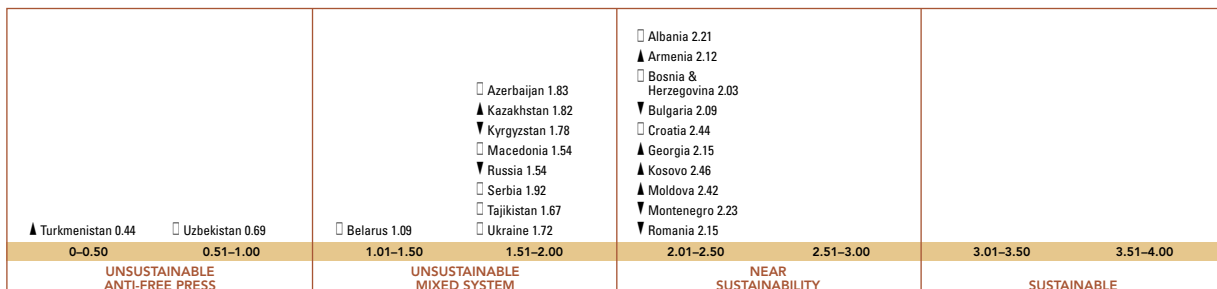 ▲ Turkmenistan 0.44
▯ Uzbekistan 0.69
▯ Belarus 1.09
▯ Azerbaijan 1.83
▲ Kazakhstan 1.82
▼ Kyrgyzstan 1.78
▯ Macedonia 1.54
▼ Russia 1.54
▯ Serbia 1.92
▯ Tajikistan 1.67
▯ Ukraine 1.72
▯ Albania 2.21
▲ Armenia 2.12
▯ Bosnia &
Herzegovina 2.03
▼ Bulgaria 2.09
▯ Croatia 2.44
▲ Georgia 2.15
▲ Kosovo 2.46
▲ Moldova 2.42
▼ Montenegro 2.23
▼ Romania 2.15
0–0.50 0.51–1.00 1.01–1.50 1.51–2.00 2.01–2.50 2.51–3.00 3.01–3.50 3.51–4.00
UNSUSTAINABLE
ANTI-FREE PRESS
UNSUSTAINABLE
MIXED SYSTEM
NEAR
SUSTAINABILITY
SUSTAINABLE